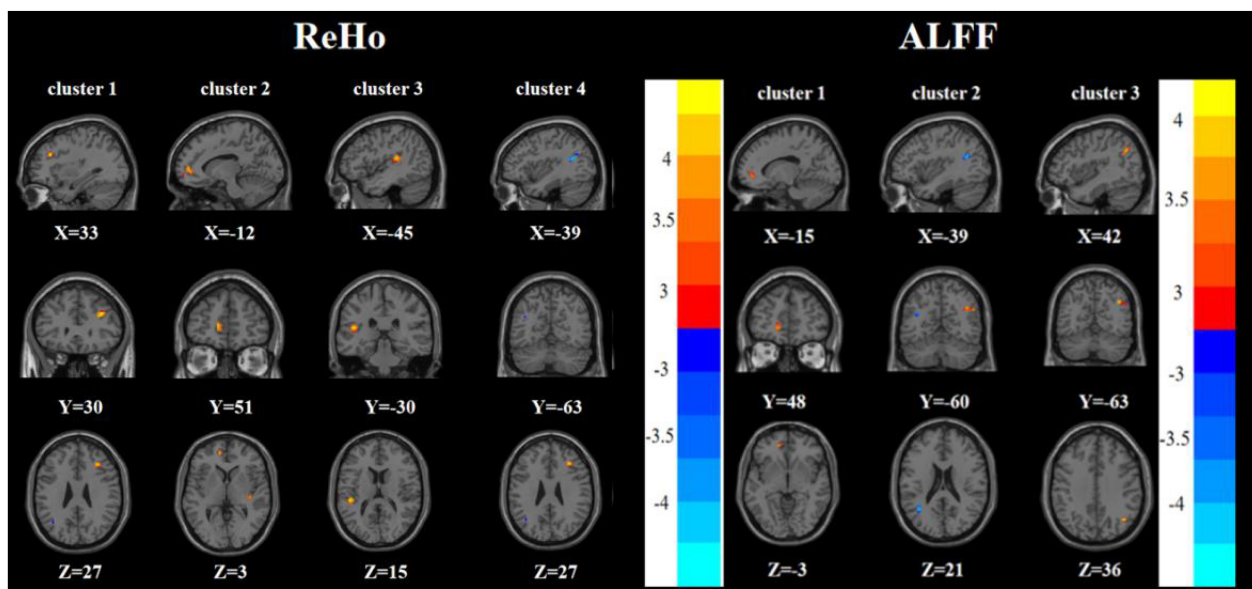 ReHo
ALFF
cluster 1 cluster 2 cluster 3 cluster 4
cluster 1 cluster 2 cluster 3
X=33 X=-12 X=-45 X=-39
X=-15 X=-39 X=42
Y=30 Y=51 Y=-30 Y=-63
Y=48 Y=-60 Y=-63
Z=27 Z=3 Z=15 Z=27
Z=-3 Z=21 Z=36
4
3.5
3
-3
-3.5
-4
4
3.5
3
-3
-3.5
-4